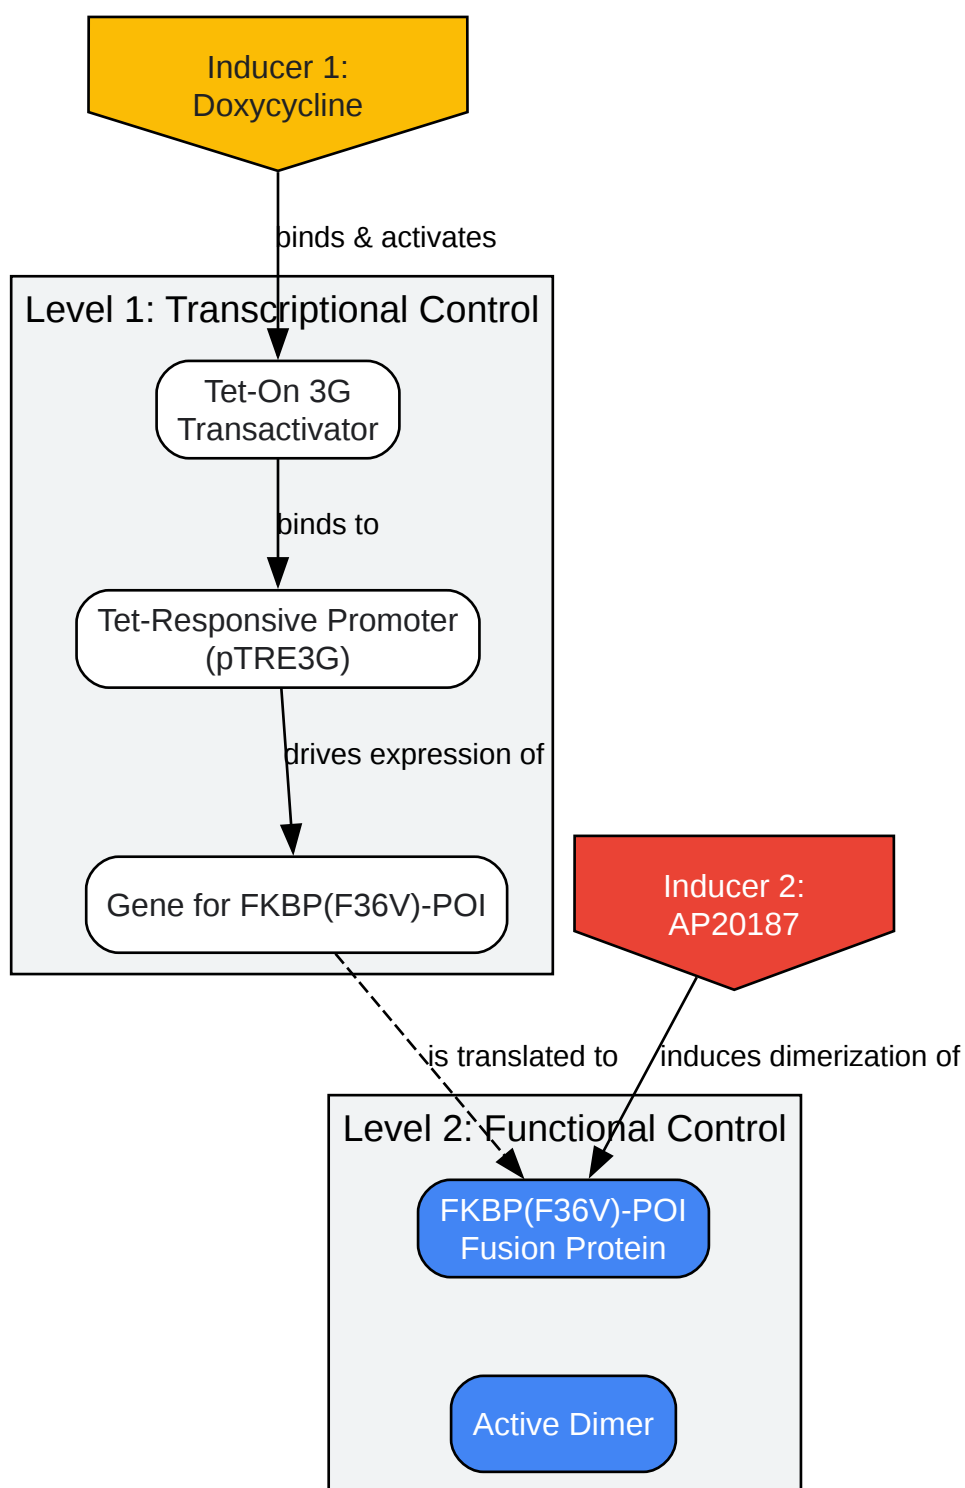 Inducer 1:
Doxycycline
binds & activates
Level 1: Transcriptional Control
Tet-On 3G
Transactivator
binds to
Tet-Responsive Promoter
(pTRE3G)
drives expression of
Gene for FKBP(F36V)-POI
Inducer 2:
AP20187
is translated to
induces dimerization of
Level 2: Functional Control
FKBP(F36V)-POI
Fusion Protein
Active Dimer